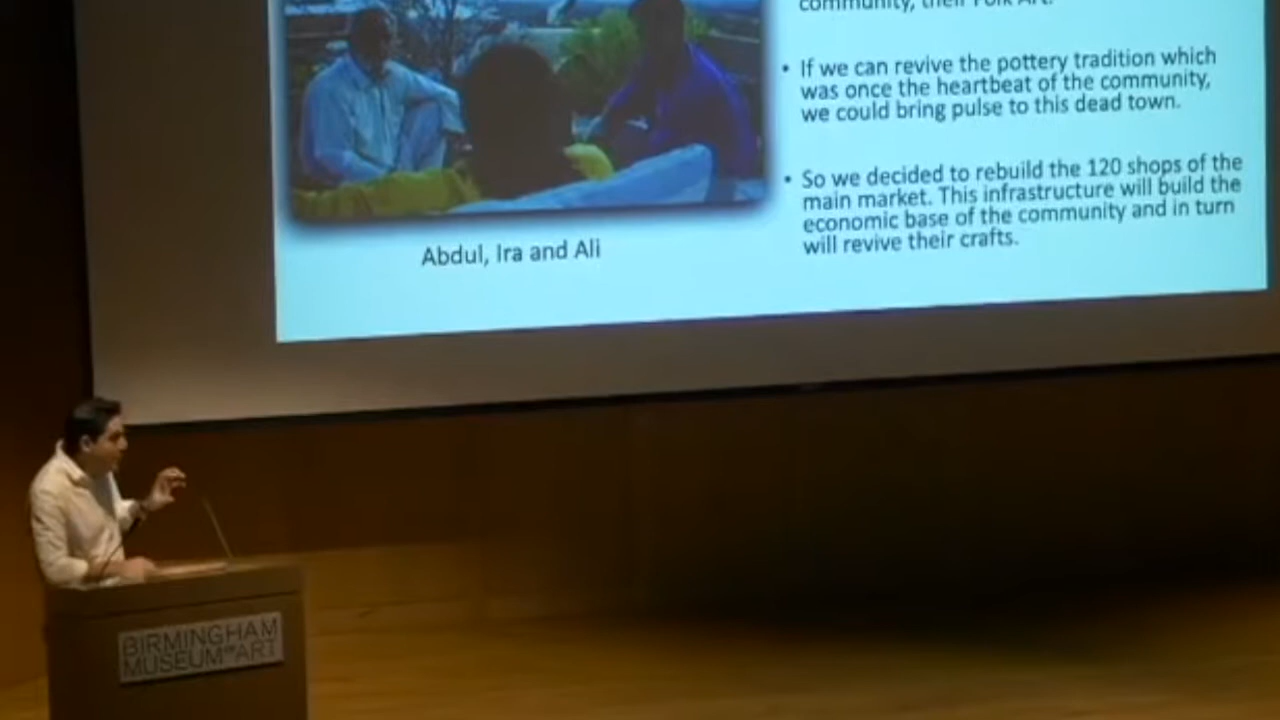 community, their Folk Art.
• If we can revive the pottery tradition which
was once the heartbeat of the community,
we could bring pulse to this dead town.
• So we decided to rebuild the 120 shops of the
main market. This infrastructure will build the
economic base of the community and in turn
will revive their crafts.
Abdul, Ira and Ali
BIRMINGHAM
MUSEUM OF ART